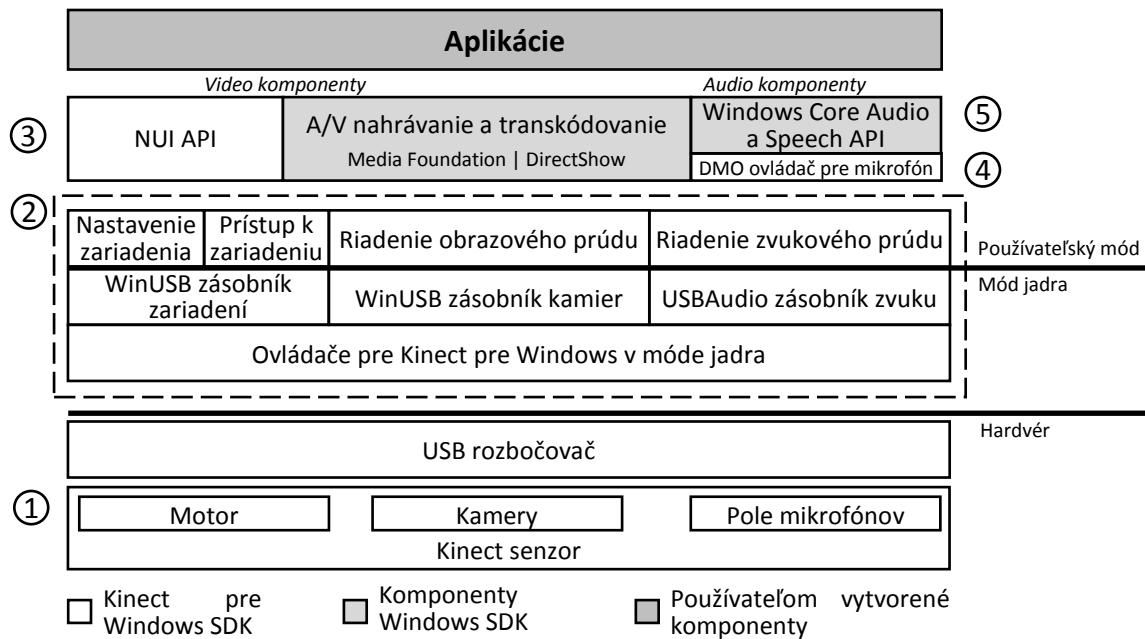 Aplikácie
Video komponenty
Audio komponenty
3
NUI API
A/V nahrávanie a transkódovanie
Media Foundation | DirectShow
Windows Core Audio
a Speech API
5
DMO ovládač pre mikrofón
4
2
Nastavenie
zariadenia
Prístup k
zariadeniu
Riadenie obrazového prúdu
Riadenie zvukového prúdu
Používateľský mód
Mód jadra
WinUSB zásobník
zariadení
WinUSB zásobník kamier
USBAudio zásobník zvuku
Ovládače pre Kinect pre Windows v móde jadra
Hardvér
USB rozbočovač
1
Motor
Kamery
Pole mikrofónov
Kinect senzor
Kinect pre
Windows SDK
Komponenty
Windows SDK
Používateľom vytvorené
komponenty